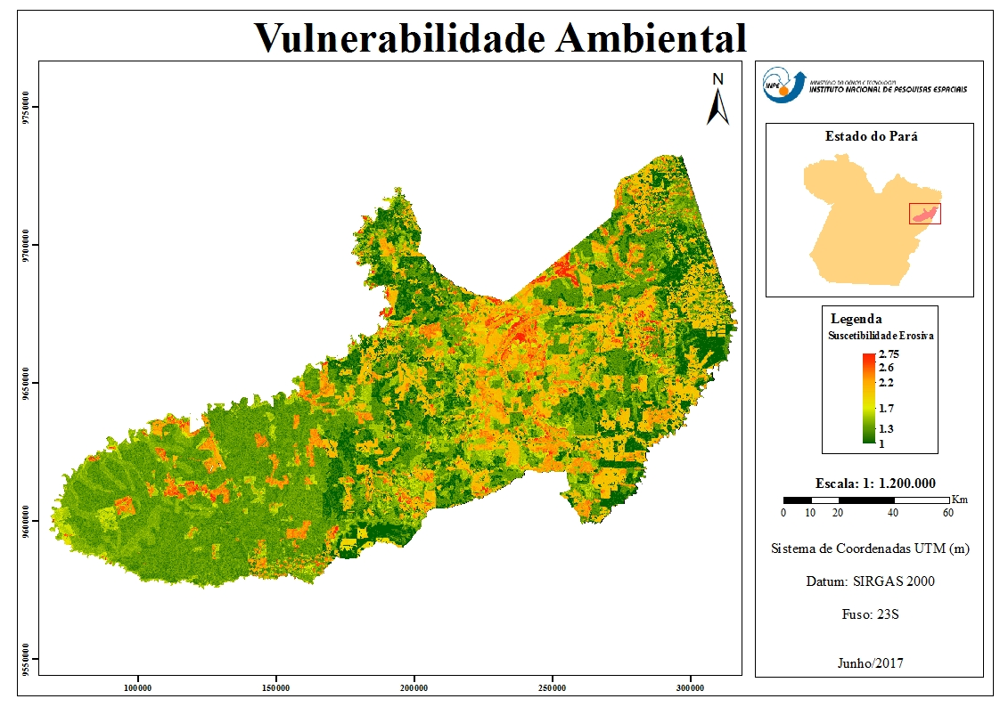 Vulnerabilidade Ambiental
N
9750000
9700000
9650000
9600000
9550000
100000
150000
200000
250000
300000
INPE
MINISTÉRIO DA CIÊNCIA E TECNOLOGIA
INSTITUTO NACIONAL DE PESQUISAS ESPACIAIS
Estado do Pará
Legenda
Suscetibilidade Erosiva
2.75
2.6
2.2
1.7
1.3
1
Escala: 1: 1.200.000
Km
0 10 20 40 60
Sistema de Coordenadas UTM (m)
Datum: SIRGAS 2000
Fuso: 23S
Junho/2017